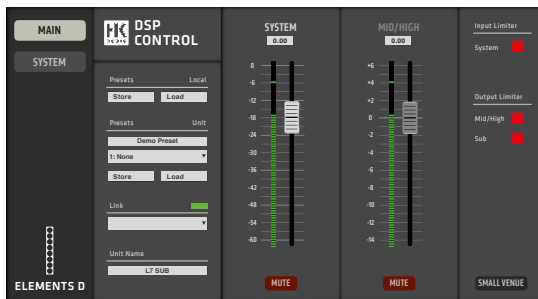 MAIN
SYSTEM
ELEMENTS D
HK
DSP
CONTROL
Presets Local
Store Load
Presets Unit
Demo Preset
1: None
Store Load
Link
Unit Name
L7 SUB
SYSTEM
0.00
0
-6
-12
-18
-24
-30
-36
-42
-48
-54
-60
MUTE
MID/HIGH
0.00
+6
+4
+2
0
-2
-4
-6
-8
-10
-12
-14
MUTE
Input Limiter
System
Output Limiter
Mid/High
Sub
SMALL VENUE